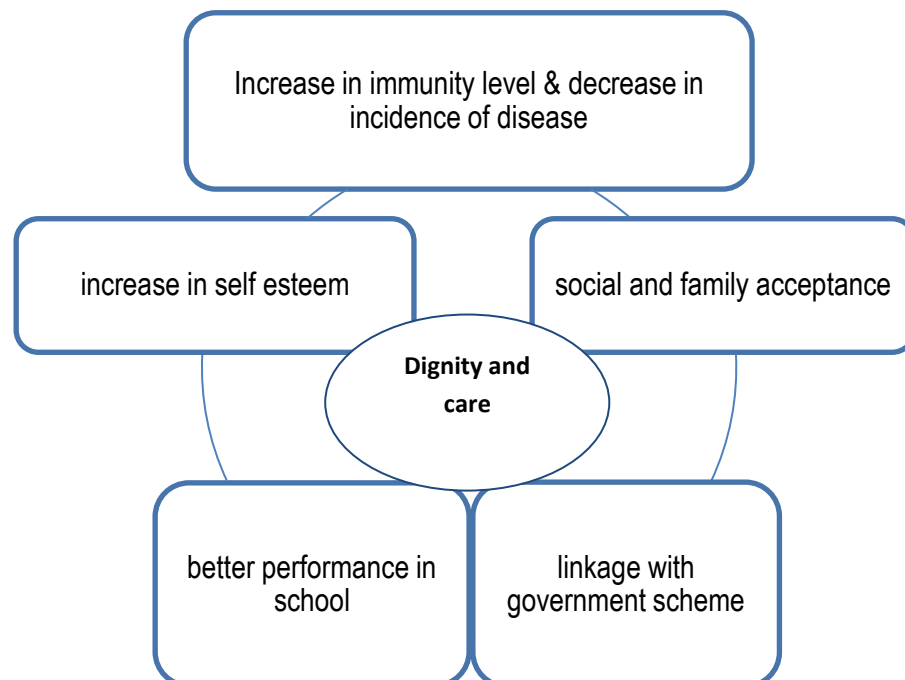 Increase in immunity level & decrease in
incidence of disease
increase in self esteem
social and family acceptance
Dignity and
care
better performance in
school
linkage with
government scheme